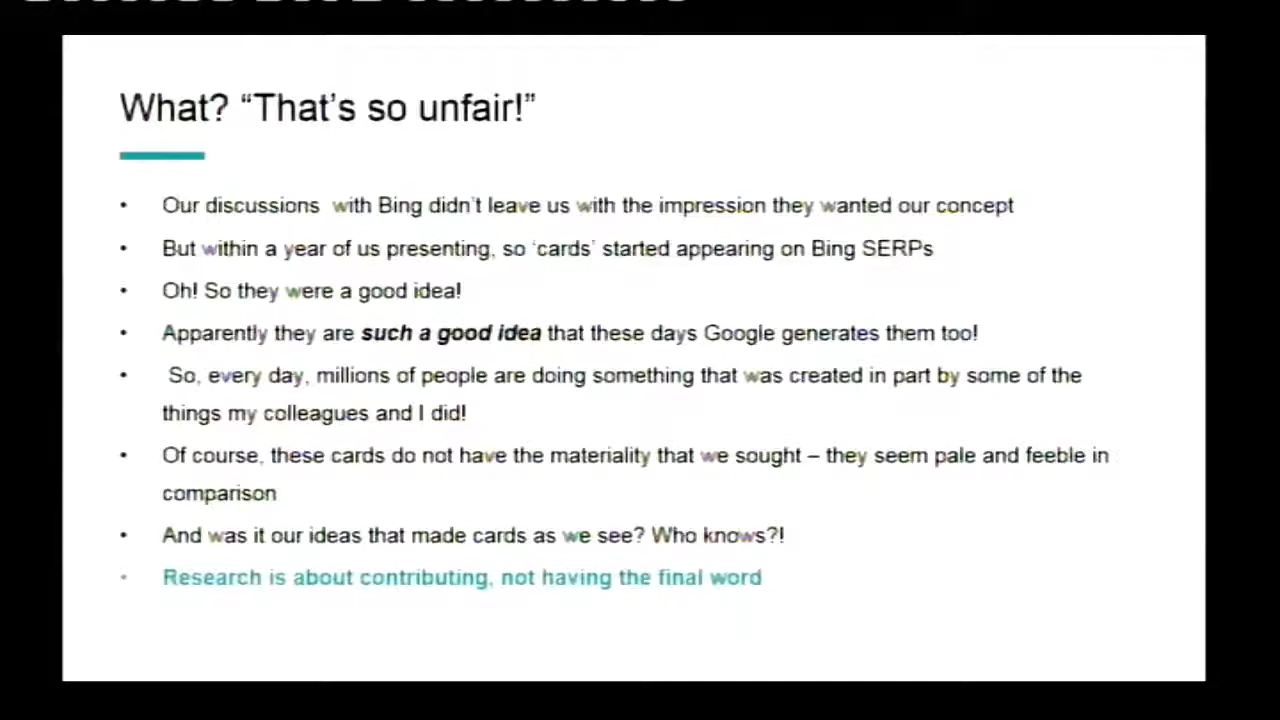 What? “That’s so unfair!”
• Our discussions  with Bing didn’t leave us with the impression they wanted our concept
• But within a year of us presenting, so ‘cards’ started appearing on Bing SERPs
• Oh! So they were a good idea!
• Apparently they are such a good idea that these days Google generates them too!
• So, every day, millions of people are doing something that was created in part by some of the
things my colleagues and I did!
• Of course, these cards do not have the materiality that we sought – they seem pale and feeble in
comparison
• And was it our ideas that made cards as we see? Who knows?!
• Research is about contributing, not having the final word